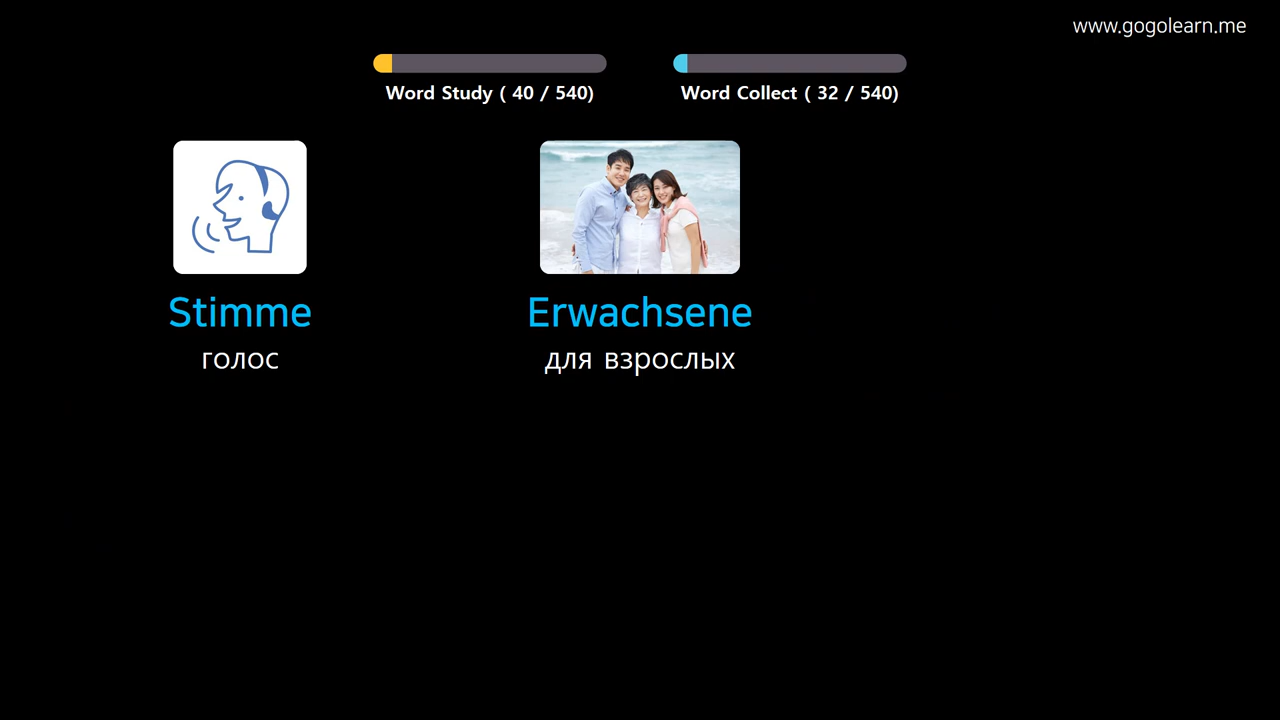 www.gogolearn.me
Word Study ( 40 / 540)
Word Collect ( 32 / 540)
Stimme
голос
Erwachsene
для взрослых